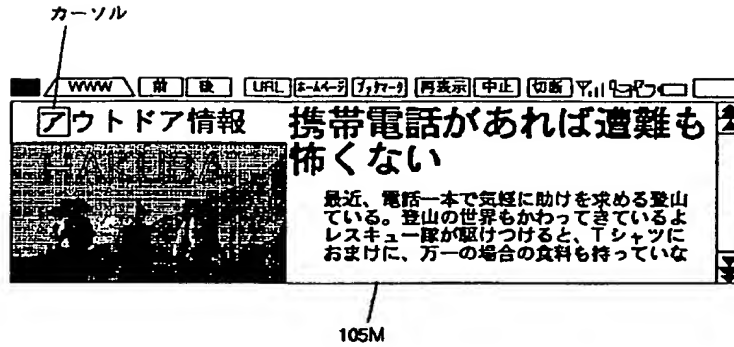 カーソル
WWW 前 後 URL ホームページ ブックマーク 再表示 中止 切断
アウトドア情報
携帯電話があれば遭難も
怖くない
HAKUBA
最近、電話一本で気軽に助けを求める登山
ている。登山の世界もかわってきているよ
レスキュー隊が駆けつけると、Tシャツに
おまけに、万一の場合の食料も持っていな
105M